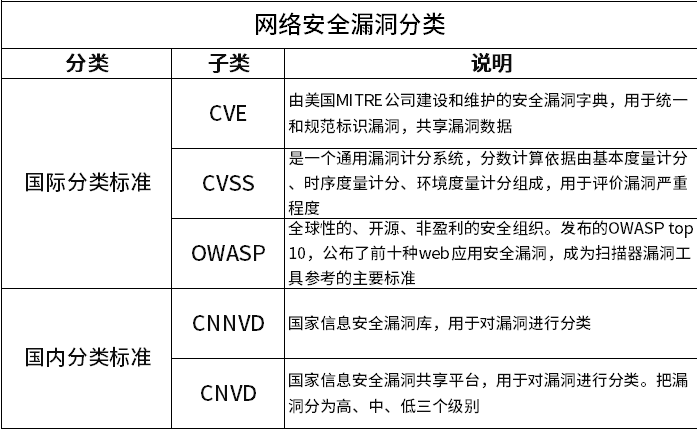 网络安全漏洞分类
分类 子类 说明
国际分类标准
CVE
由美国MITRE公司建设和维护的安全漏洞字典，用于统一
和规范标识漏洞，共享漏洞数据
CVSS
是一个通用漏洞计分系统，分数计算依据由基本度量计分
、时序度量计分、环境度量计分组成，用于评价漏洞严重
程度
OWASP
全球性的、开源、非盈利的安全组织。发布的OWASP top
10，公布了前十种web应用安全漏洞，成为扫描器漏洞工
具参考的主要标准
国内分类标准
CNNVD
国家信息安全漏洞库，用于对漏洞进行分类
CNVD
国家信息安全漏洞共享平台，用于对漏洞进行分类。把漏
洞分为高、中、低三个级别